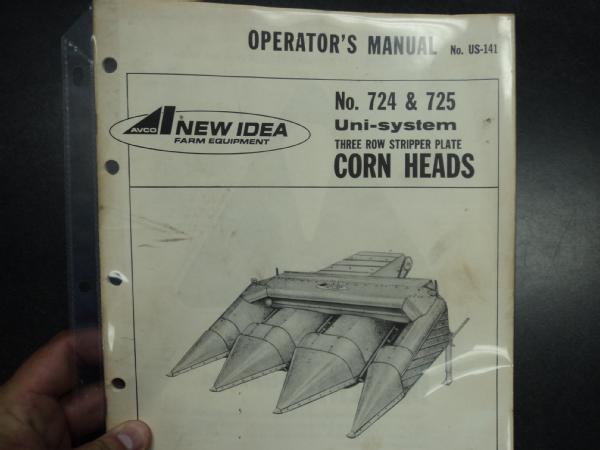 OPERATOR'S MANUAL No. US-141
AVCO NEW IDEA
FARM EQUIPMENT
No. 724 & 725
Uni-system
THREE ROW STRIPPER PLATE
CORN HEADS